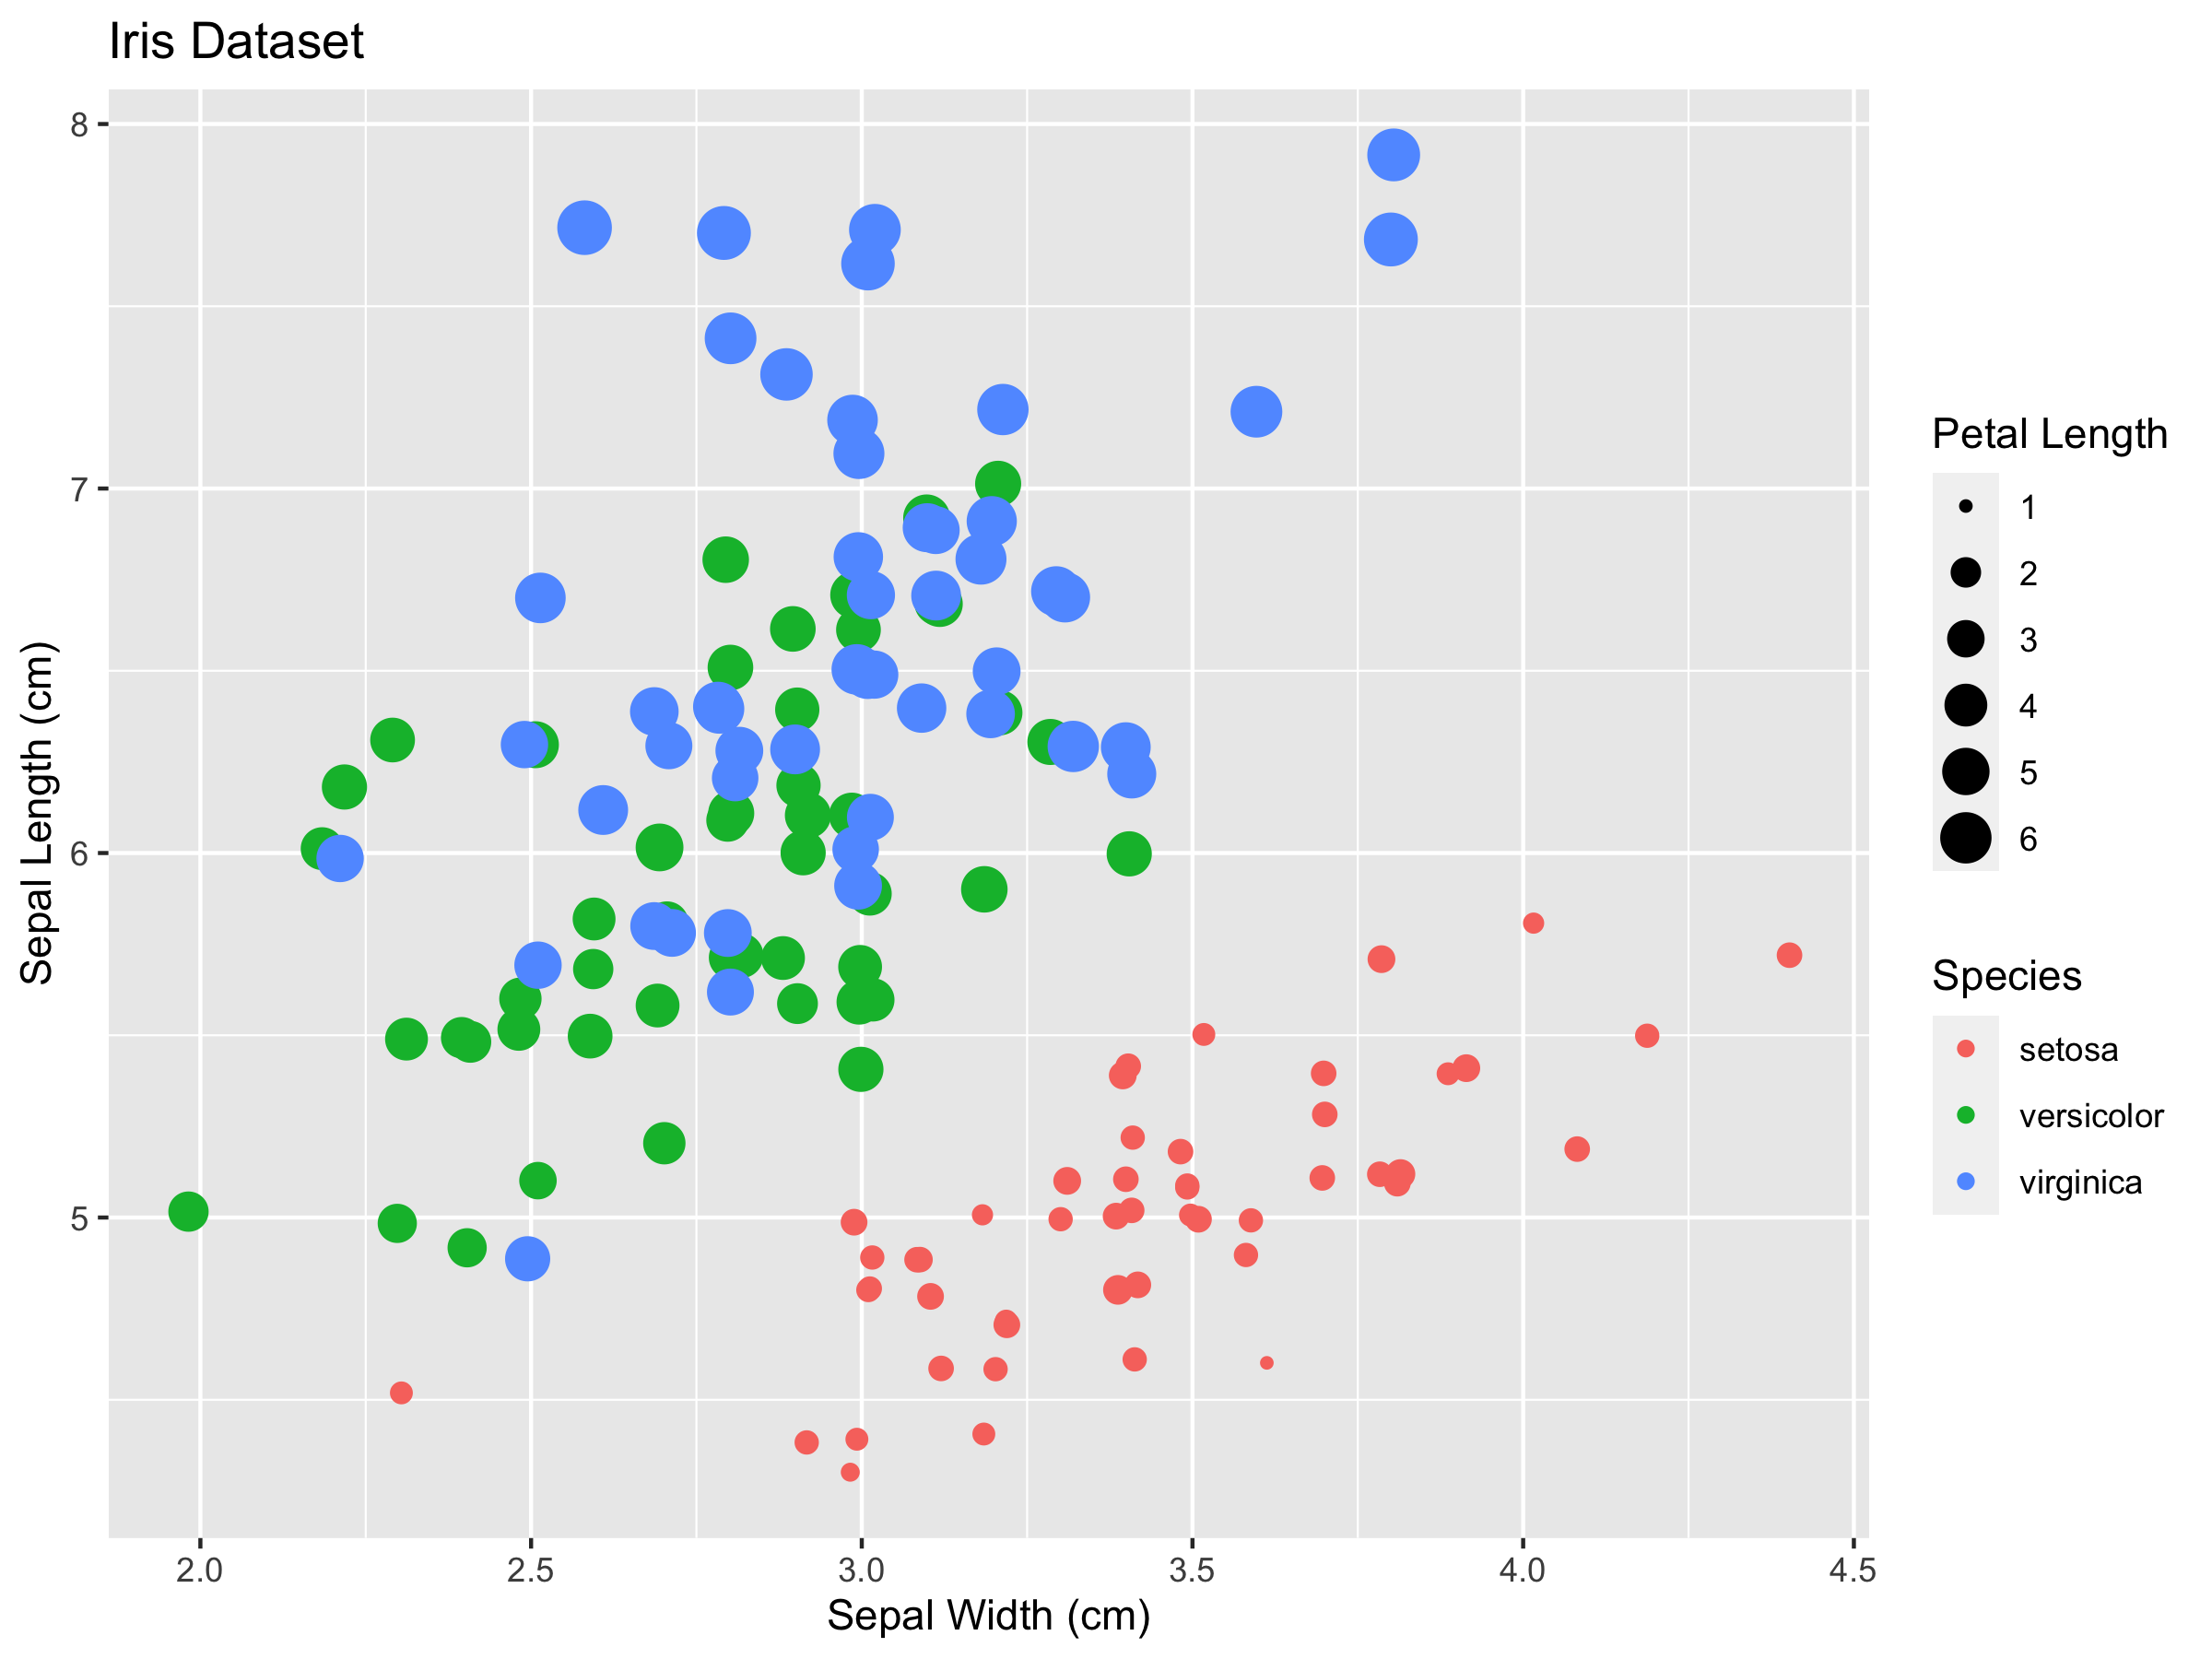 Iris Dataset
8
7
6
5
Sepal Length (cm)
2.0
2.5
3.0
3.5
4.0
4.5
Sepal Width (cm)
Petal Length
1
2
3
4
5
6
Species
setosa
versicolor
virginica